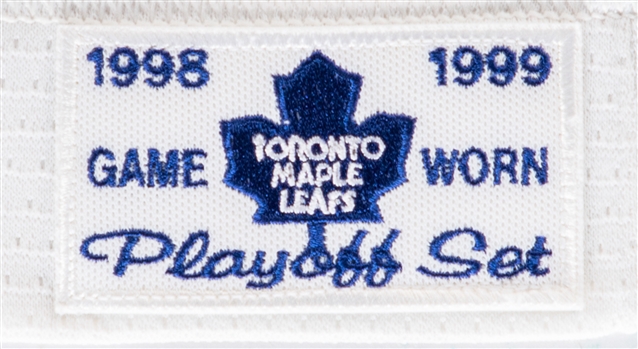 1998 1999
GAME WORN
TORONTO
MAPLE
LEAFS
Playoff Set